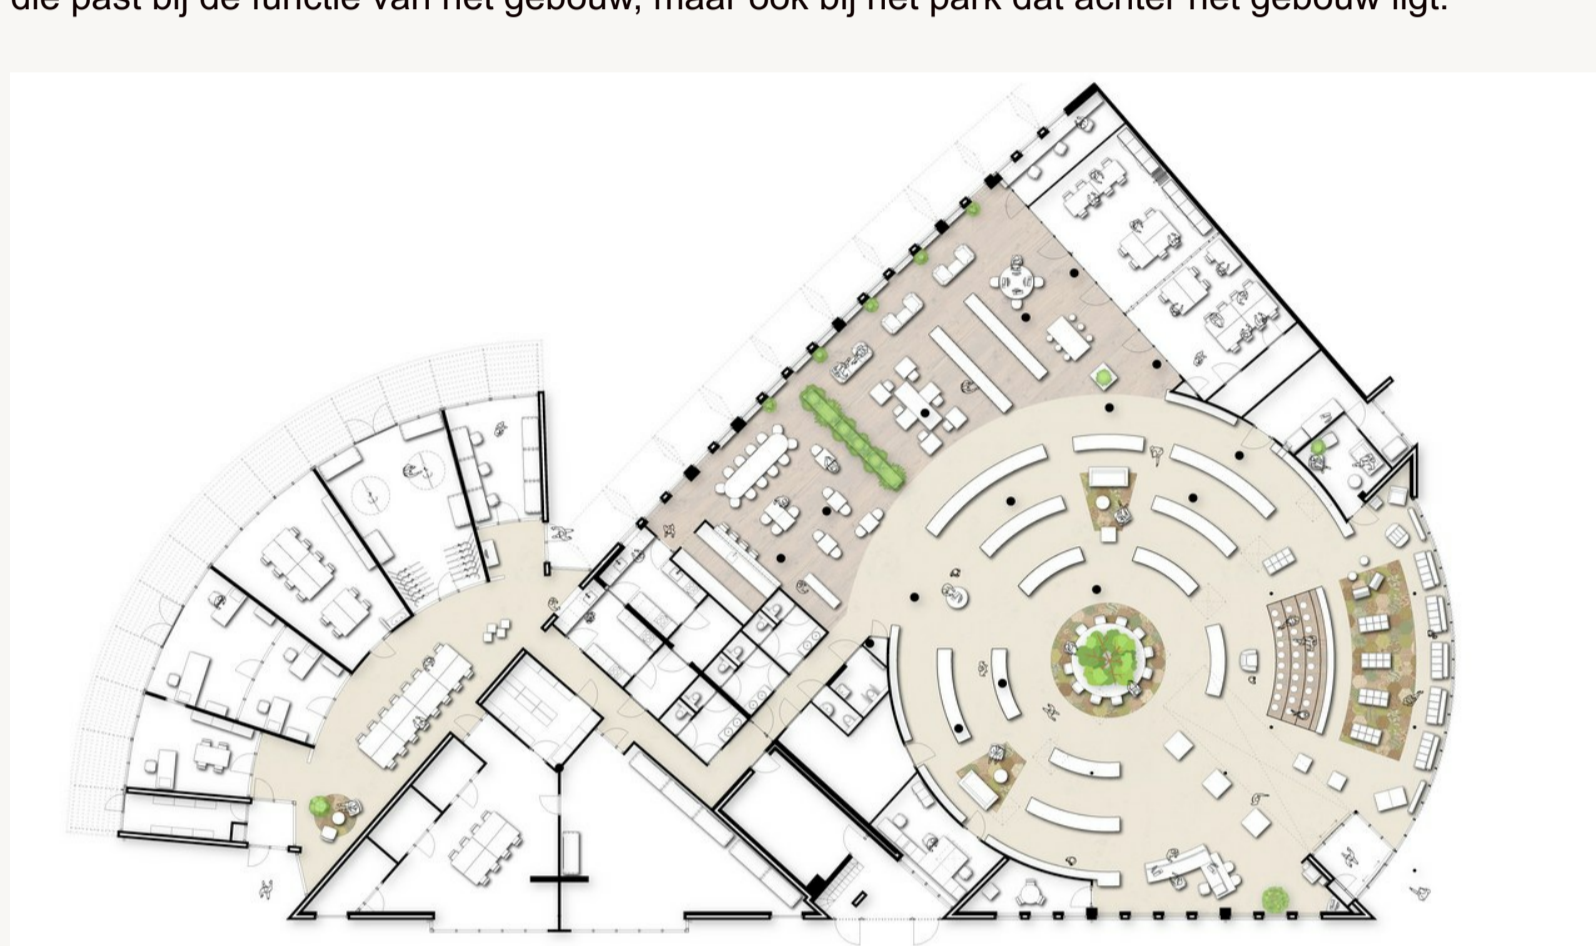 die past bij de functie van het gebouw, maar ook bij het park dat achter het gebouw ligt.